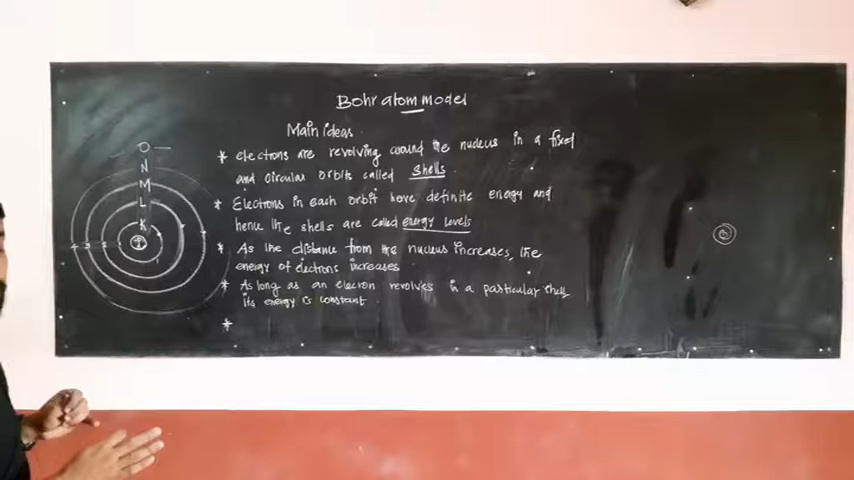 Bohr atom model
Main ideas
* electrons are revolving around the nucleus in a fixed
and circular orbits called shells
* Electrons in each orbit have definite energy and
henue the shells are called energy levels
* As the distance from the nucleus increases, the
energy of electrons increases
* As long as an elecron revolves in a particular shell,
its energy is constant
*
O
N
M
L
K